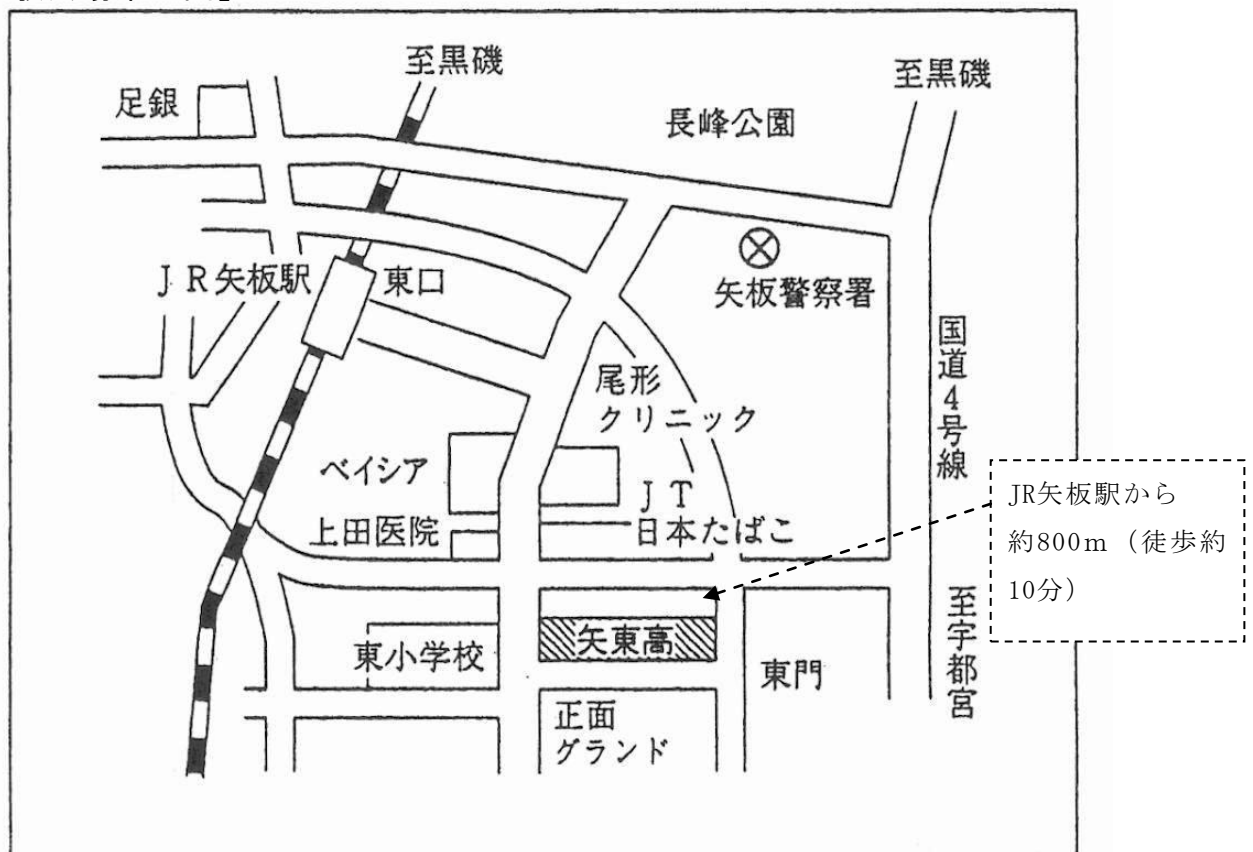 至黒磯
至黒磯
足銀
長峰公園
JR矢板駅
東口
矢板警察署
国道4号線
尾形
クリニック
ベイシア
JT
日本たばこ
上田医院
JR矢板駅から
約800m（徒歩約
10分）
至宇都宮
矢東高
東小学校
東門
正面
グランド